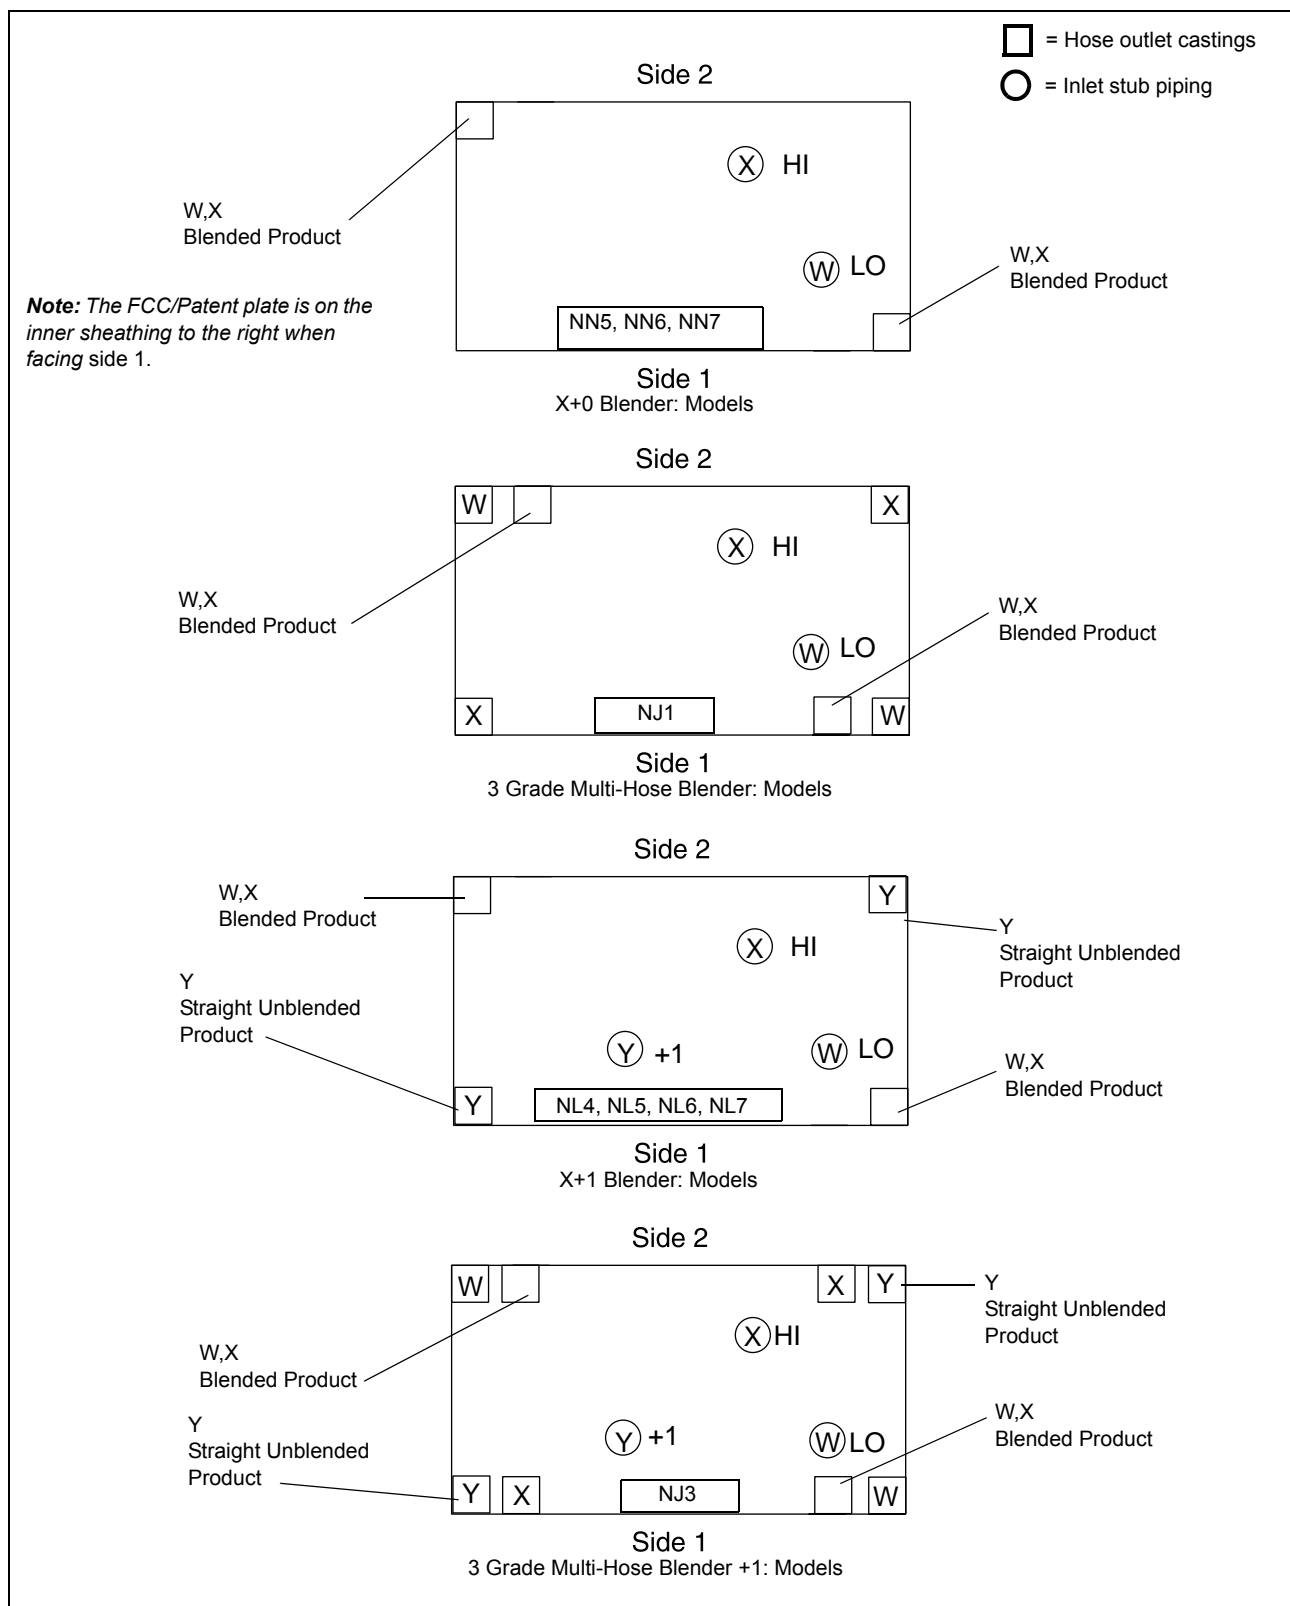 = Hose outlet castings
= Inlet stub piping
Side 2
X HI
W,X
Blended Product
W LO
W,X
Blended Product
Note: The FCC/Patent plate is on the
inner sheathing to the right when
facing side 1.
NN5, NN6, NN7
Side 1
X+0 Blender: Models
Side 2
W
X
X HI
W,X
Blended Product
W,X
Blended Product
W LO
X
NJ1
W
Side 1
3 Grade Multi-Hose Blender: Models
Side 2
W,X
Blended Product
Y
X HI
Y
Straight Unblended
Product
Y
Straight Unblended
Product
Y +1
W LO
W,X
Blended Product
Y
NL4, NL5, NL6, NL7
Side 1
X+1 Blender: Models
Side 2
W
X
Y
Y
Straight Unblended
Product
X HI
W,X
Blended Product
Y
Straight Unblended
Product
Y +1
W LO
W,X
Blended Product
Y
X
NJ3
W
Side 1
3 Grade Multi-Hose Blender +1: Models